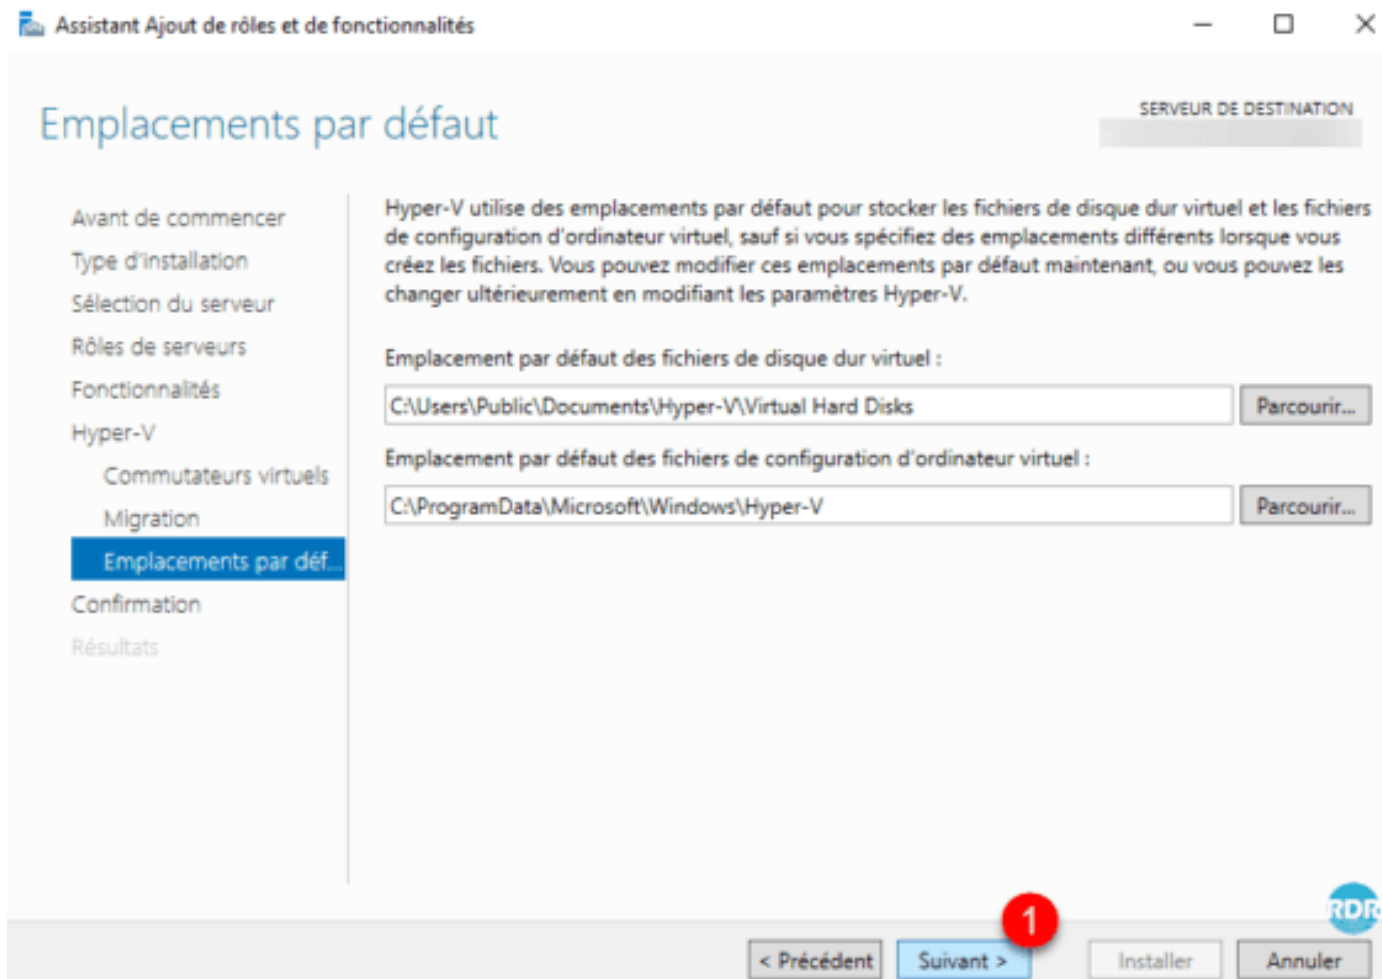 Assistant Ajout de rôles et de fonctionnalités
Emplacements par défaut
SERVEUR DE DESTINATION
Avant de commencer
Type d'installation
Sélection du serveur
Rôles de serveurs
Fonctionnalités
Hyper-V
Commutateurs virtuels
Migration
Emplacements par déf...
Confirmation
Résultats
Hyper-V utilise des emplacements par défaut pour stocker les fichiers de disque dur virtuel et les fichiers
de configuration d'ordinateur virtuel, sauf si vous spécifiez des emplacements différents lorsque vous
créez les fichiers. Vous pouvez modifier ces emplacements par défaut maintenant, ou vous pouvez les
changer ultérieurement en modifiant les paramètres Hyper-V.
Emplacement par défaut des fichiers de disque dur virtuel :
C:\Users\Public\Documents\Hyper-V\Virtual Hard Disks
Parcourir...
Emplacement par défaut des fichiers de configuration d'ordinateur virtuel :
C:\ProgramData\Microsoft\Windows\Hyper-V
Parcourir...
RDR
1
< Précédent
Suivant >
Installer
Annuler